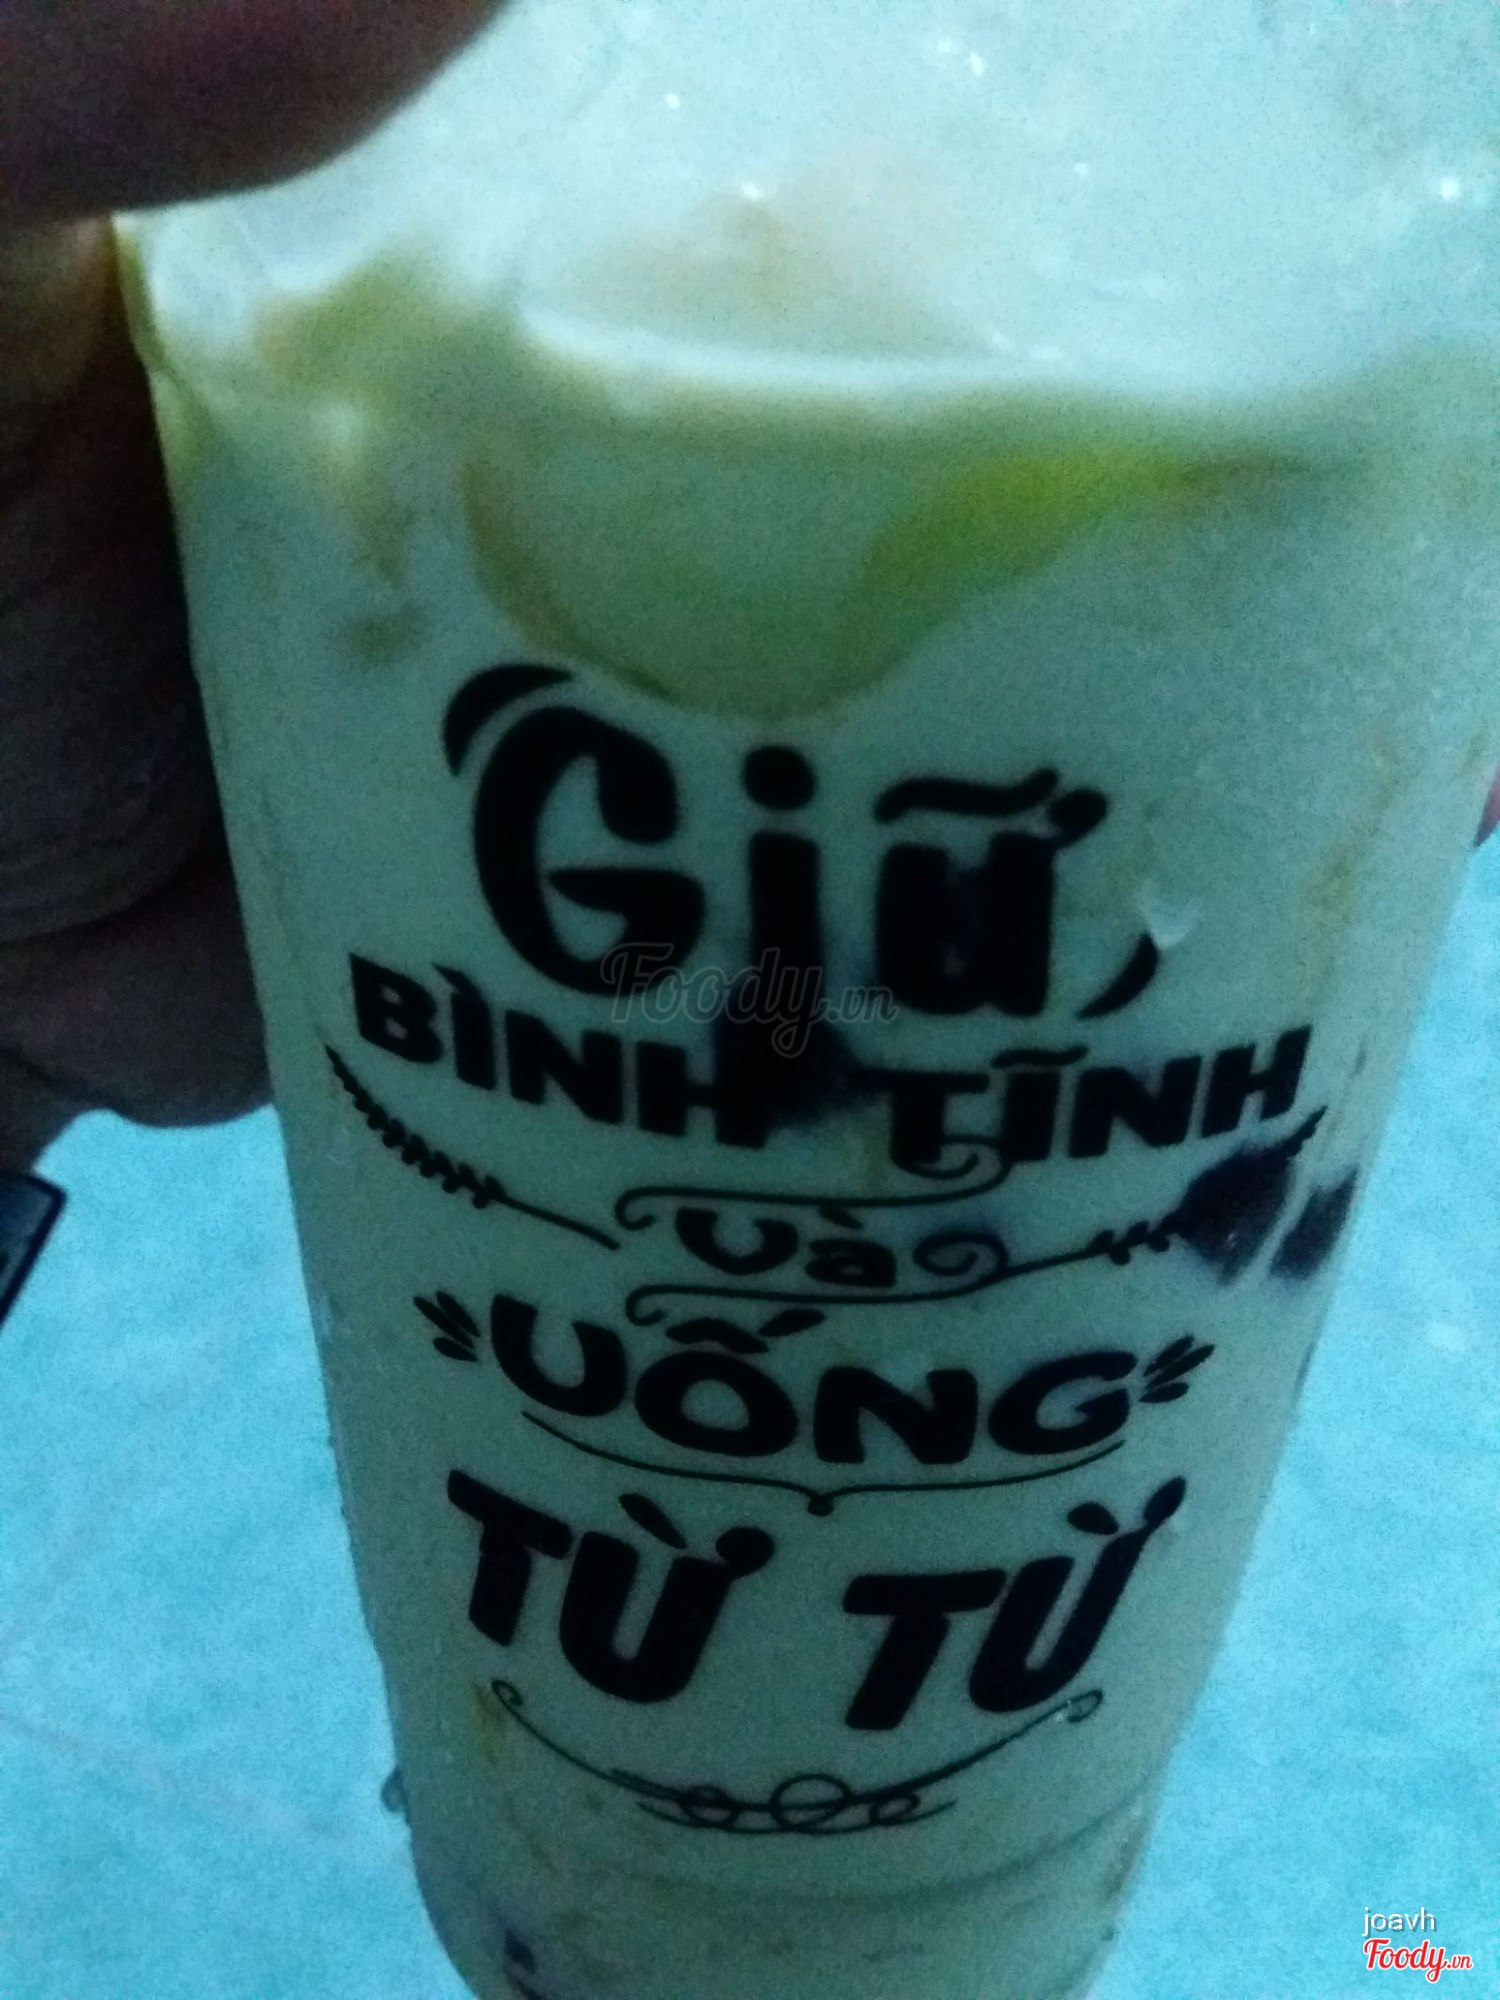 Giữ
BÌNH TĨNH
và
UỐNG
TỪ TỪ
Foody.vn
joavh
Foody.vn